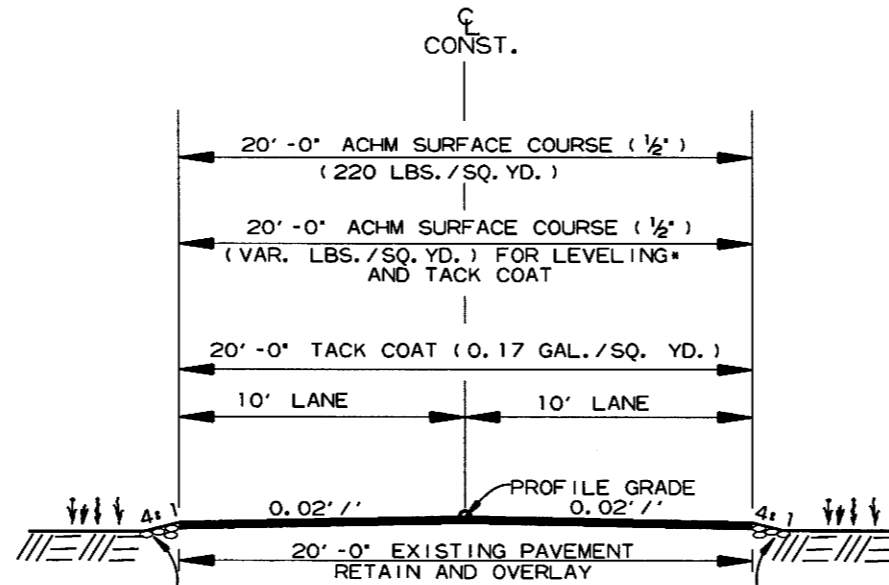 ℄
CONST.
20'-0" ACHM SURFACE COURSE (½")
(220 LBS./SQ.YD.)
20'-0" ACHM SURFACE COURSE (½")
(VAR. LBS./SQ.YD.) FOR LEVELING*
AND TACK COAT
20'-0" TACK COAT (0.17 GAL./SQ. YD.)
10' LANE 10' LANE
PROFILE GRADE
4:1 0.02'/' 0.02'/' 4:1
20'-0" EXISTING PAVEMENT
RETAIN AND OVERLAY